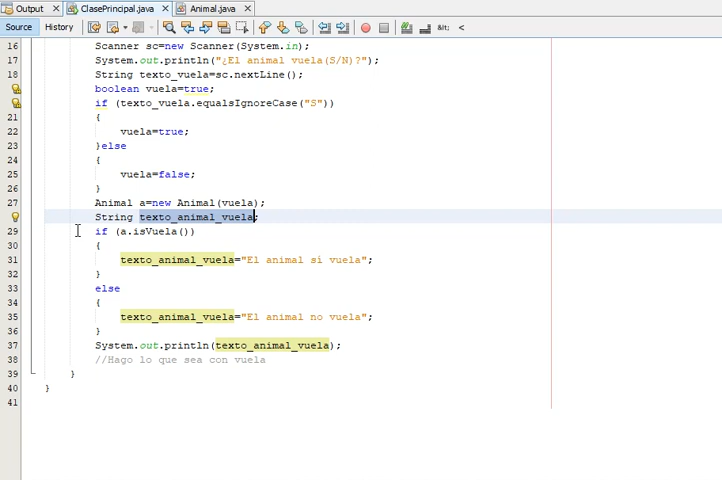 Output ClasePrincipal.java Animal.java
Source History &lt: <
16 Scanner sc=new Scanner(System.in);
17 System.out.println("¿El animal vuela(S/N)?");
18 String texto_vuela=sc.nextLine();
boolean vuela=true;
if (texto_vuela.equalsIgnoreCase("S"))
21 {
22 vuela=true;
23 }else
24 {
25 vuela=false;
26 }
27 Animal a=new Animal(vuela);
String texto_animal_vuela;
29 if (a.isVuela())
30 {
31 texto_animal_vuela="El animal sí vuela";
32 }
33 else
34 {
35 texto_animal_vuela="El animal no vuela";
36 }
37 System.out.println(texto_animal_vuela);
38 //Hago lo que sea con vuela
39 }
40 }
41